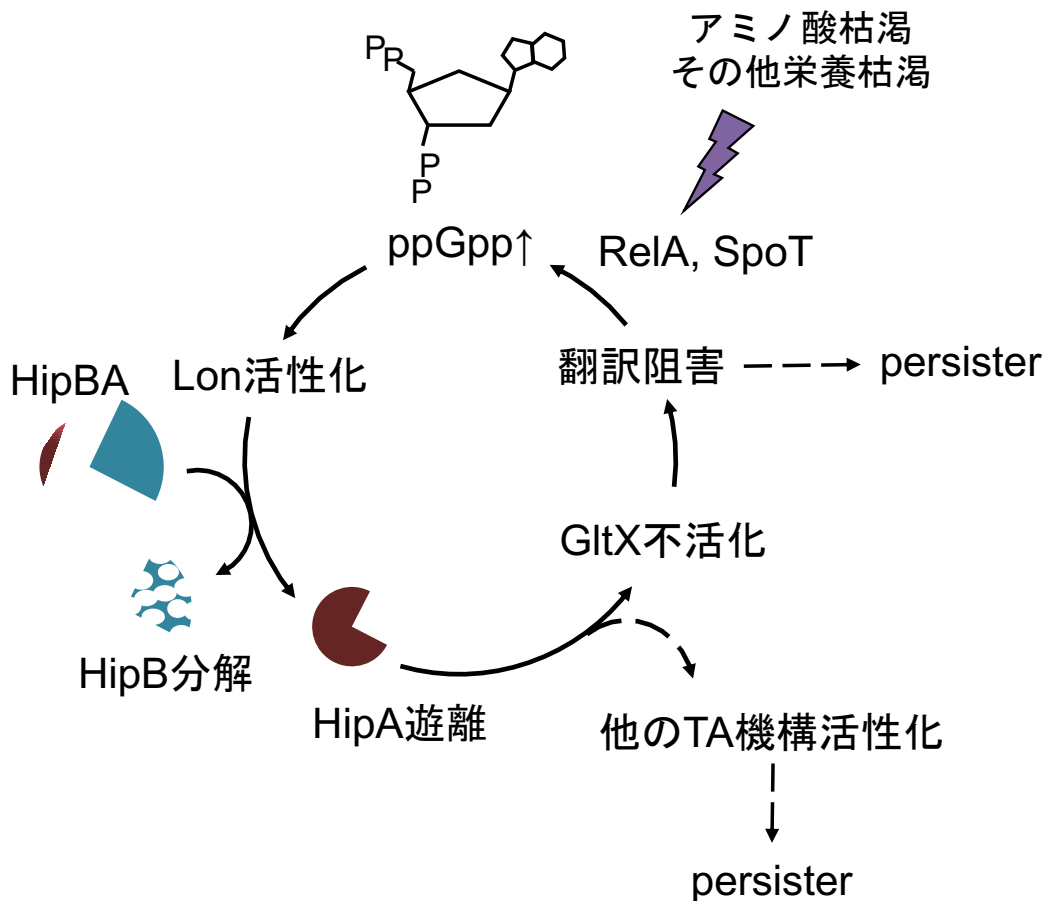 アミノ酸枯渇
その他栄養枯渇
PP
P
P
ppGpp↑
RelA, SpoT
HipBA
Lon活性化
翻訳阻害
persister
GltX不活化
HipB分解
HipA遊離
他のTA機構活性化
persister